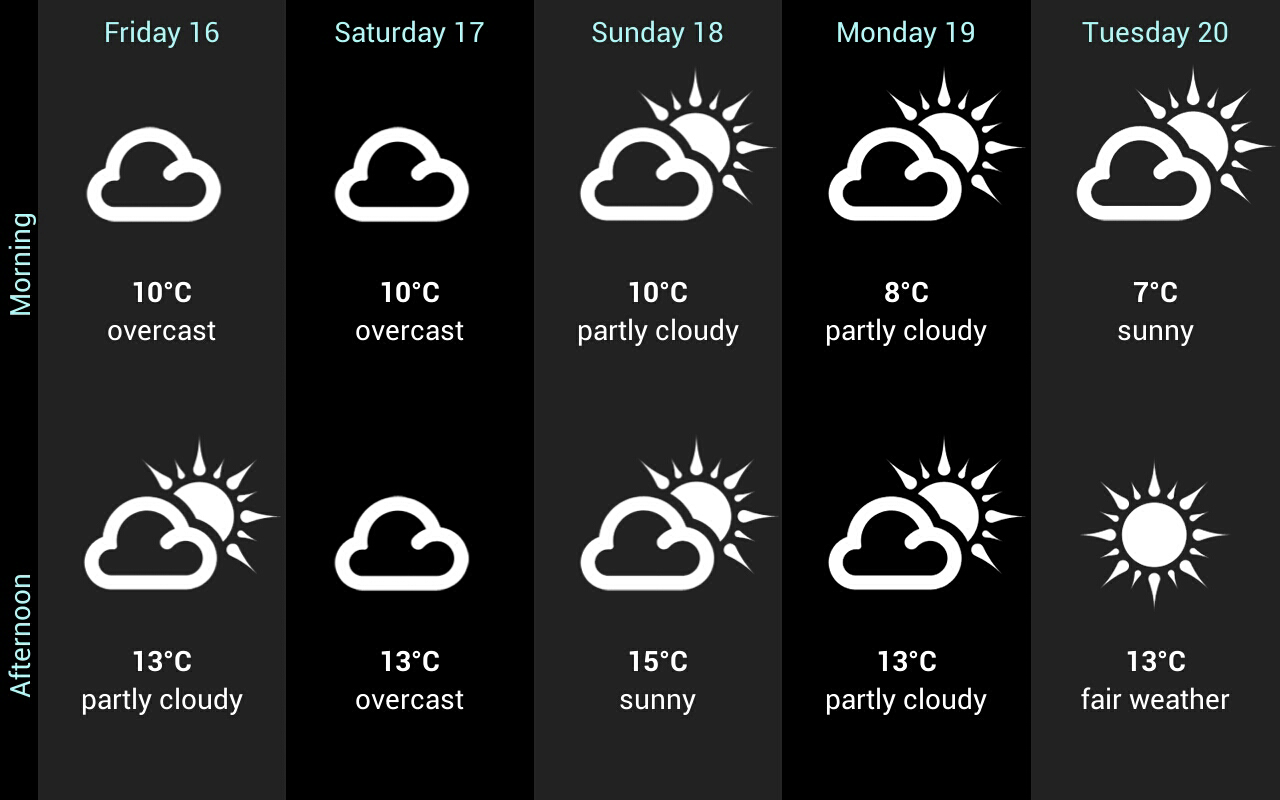 Friday 16
Saturday 17
Sunday 18
Monday 19
Tuesday 20
Morning
10°C
overcast
10°C
overcast
10°C
partly cloudy
8°C
partly cloudy
7°C
sunny
Afternoon
13°C
partly cloudy
13°C
overcast
15°C
sunny
13°C
partly cloudy
13°C
fair weather